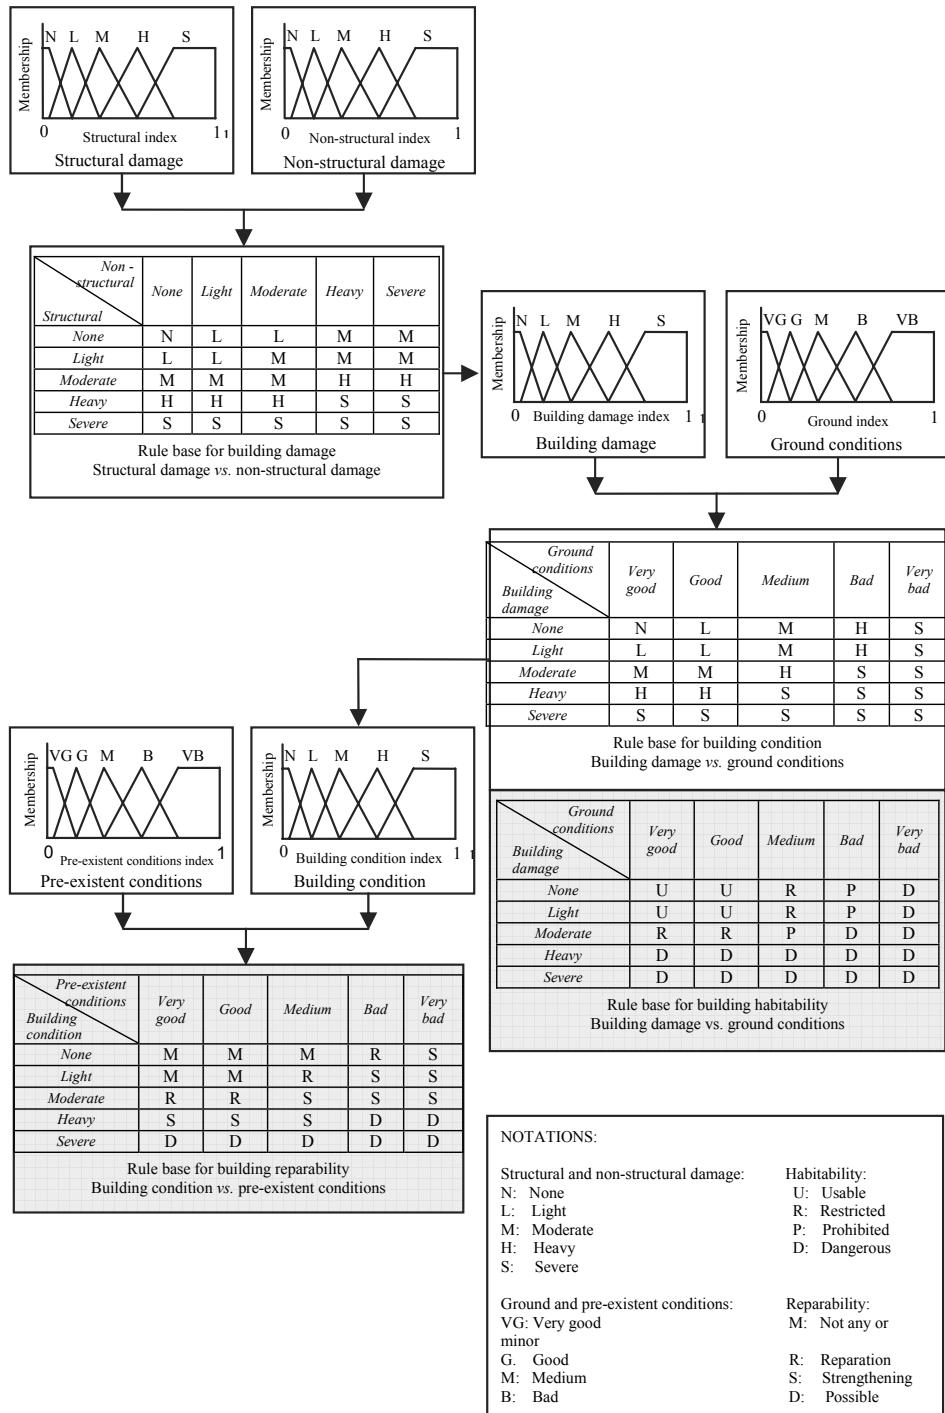 N L M H S
Membership
0 Structural index 1 1
Structural damage
N L M H S
Membership
0 Non-structural index 1
Non-structural damage
Non -
structural
Structural
None Light Moderate Heavy Severe
None N L L M M
Light L L M M M
Moderate M M M H H
Heavy H H H S S
Severe S S S S S
Rule base for building damage
Structural damage vs. non-structural damage
N L M H S
Membership
0 Building damage index 1 1
Building damage
VG G M B VB
Membership
0 Ground index 1
Ground conditions
Ground
conditions
Building
damage
Very good Good Medium Bad Very bad
None N L M H S
Light L L M H S
Moderate M M H S S
Heavy H H S S S
Severe S S S S S
Rule base for building condition
Building damage vs. ground conditions
VG G M B VB
Membership
0 Pre-existent conditions index 1
Pre-existent conditions
N L M H S
Membership
0 Building condition index 1 1
Building condition
Ground
conditions
Building
damage
Very good Good Medium Bad Very bad
None U U R P D
Light U U R P D
Moderate R R P D D
Heavy D D D D D
Severe D D D D D
Rule base for building habitability
Building damage vs. ground conditions
Pre-existent
conditions
Building
condition
Very good Good Medium Bad Very bad
None M M M R S
Light M M R S S
Moderate R R S S S
Heavy S S S D D
Severe D D D D D
Rule base for building reparability
Building condition vs. pre-existent conditions
NOTATIONS:
Structural and non-structural damage: Habitability:
N: None U: Usable
L: Light R: Restricted
M: Moderate P: Prohibited
H: Heavy D: Dangerous
S: Severe
Ground and pre-existent conditions: Reparability:
VG: Very good M: Not any or
minor
G. Good R: Reparation
M: Medium S: Strengthening
B: Bad D: Possible